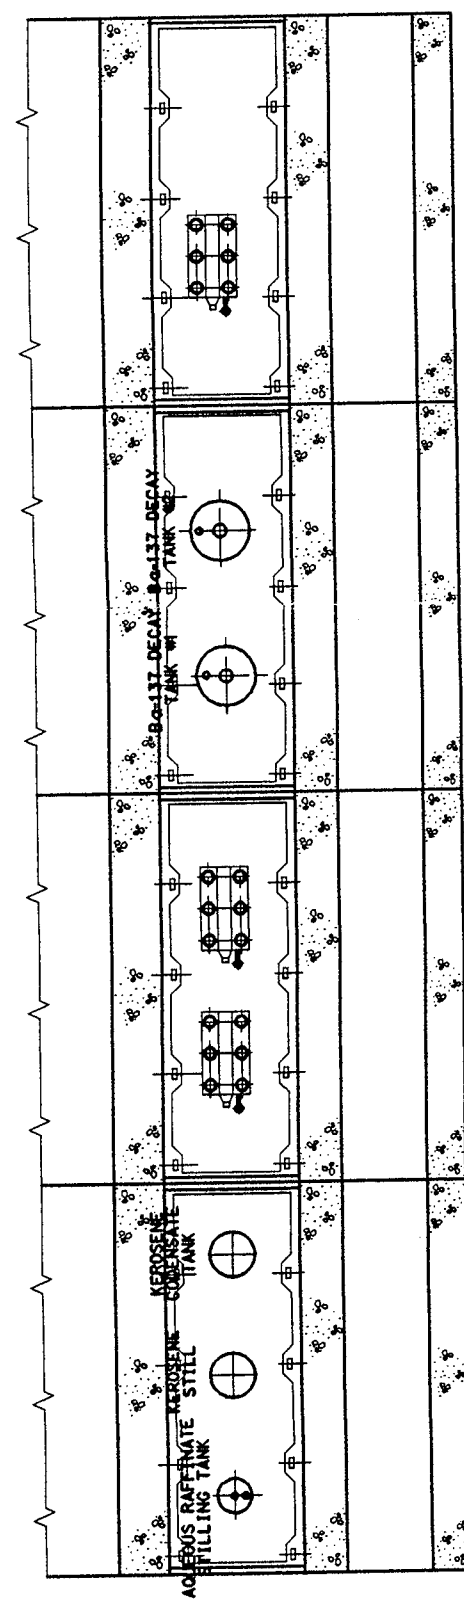 Ba-137 DECAY
TANK #2
Ba-137 DECAY
TANK #1
KEROSENE
CONDENSATE
TANK
KEROSENE
STILL
AQUEOUS RAFFINATE
STILLING TANK